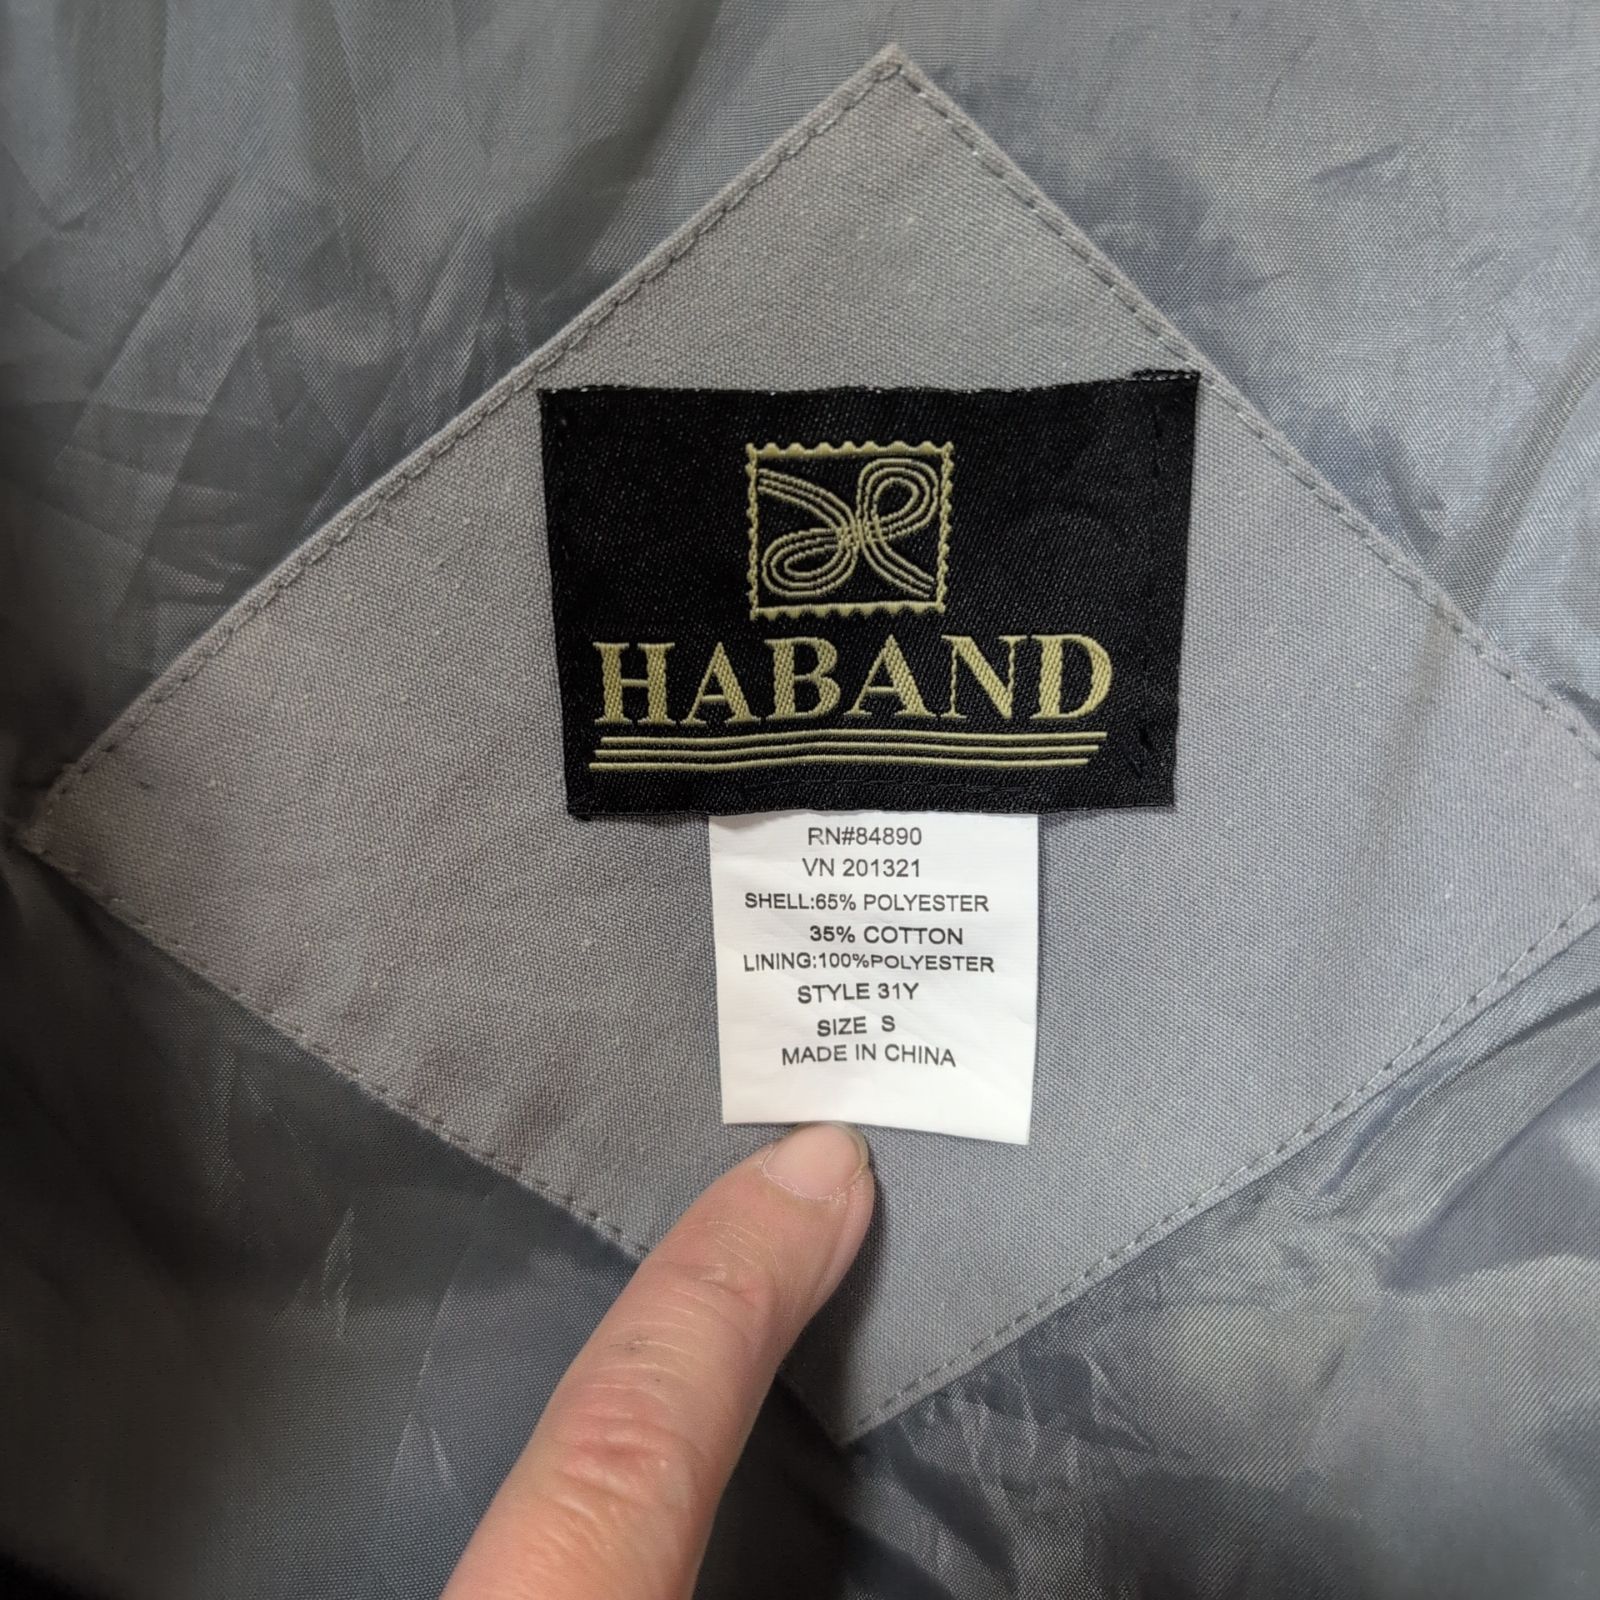 HABAND
RN#84890
VN 201321
SHELL:65% POLYESTER
35% COTTON
LINING:100%POLYESTER
STYLE 31Y
SIZE S
MADE IN CHINA